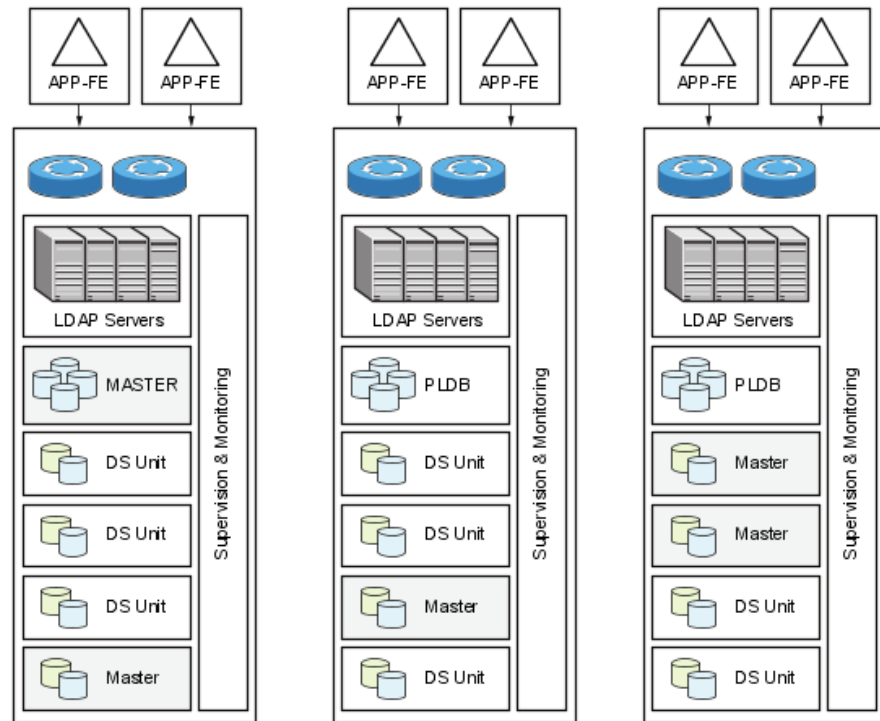 APP-FE APP-FE APP-FE APP-FE APP-FE APP-FE
LDAP Servers
MASTER
DS Unit
DS Unit
DS Unit
Master
Supervision & Monitoring
LDAP Servers
PLDB
DS Unit
DS Unit
Master
DS Unit
Supervision & Monitoring
LDAP Servers
PLDB
Master
Master
DS Unit
DS Unit
Supervision & Monitoring